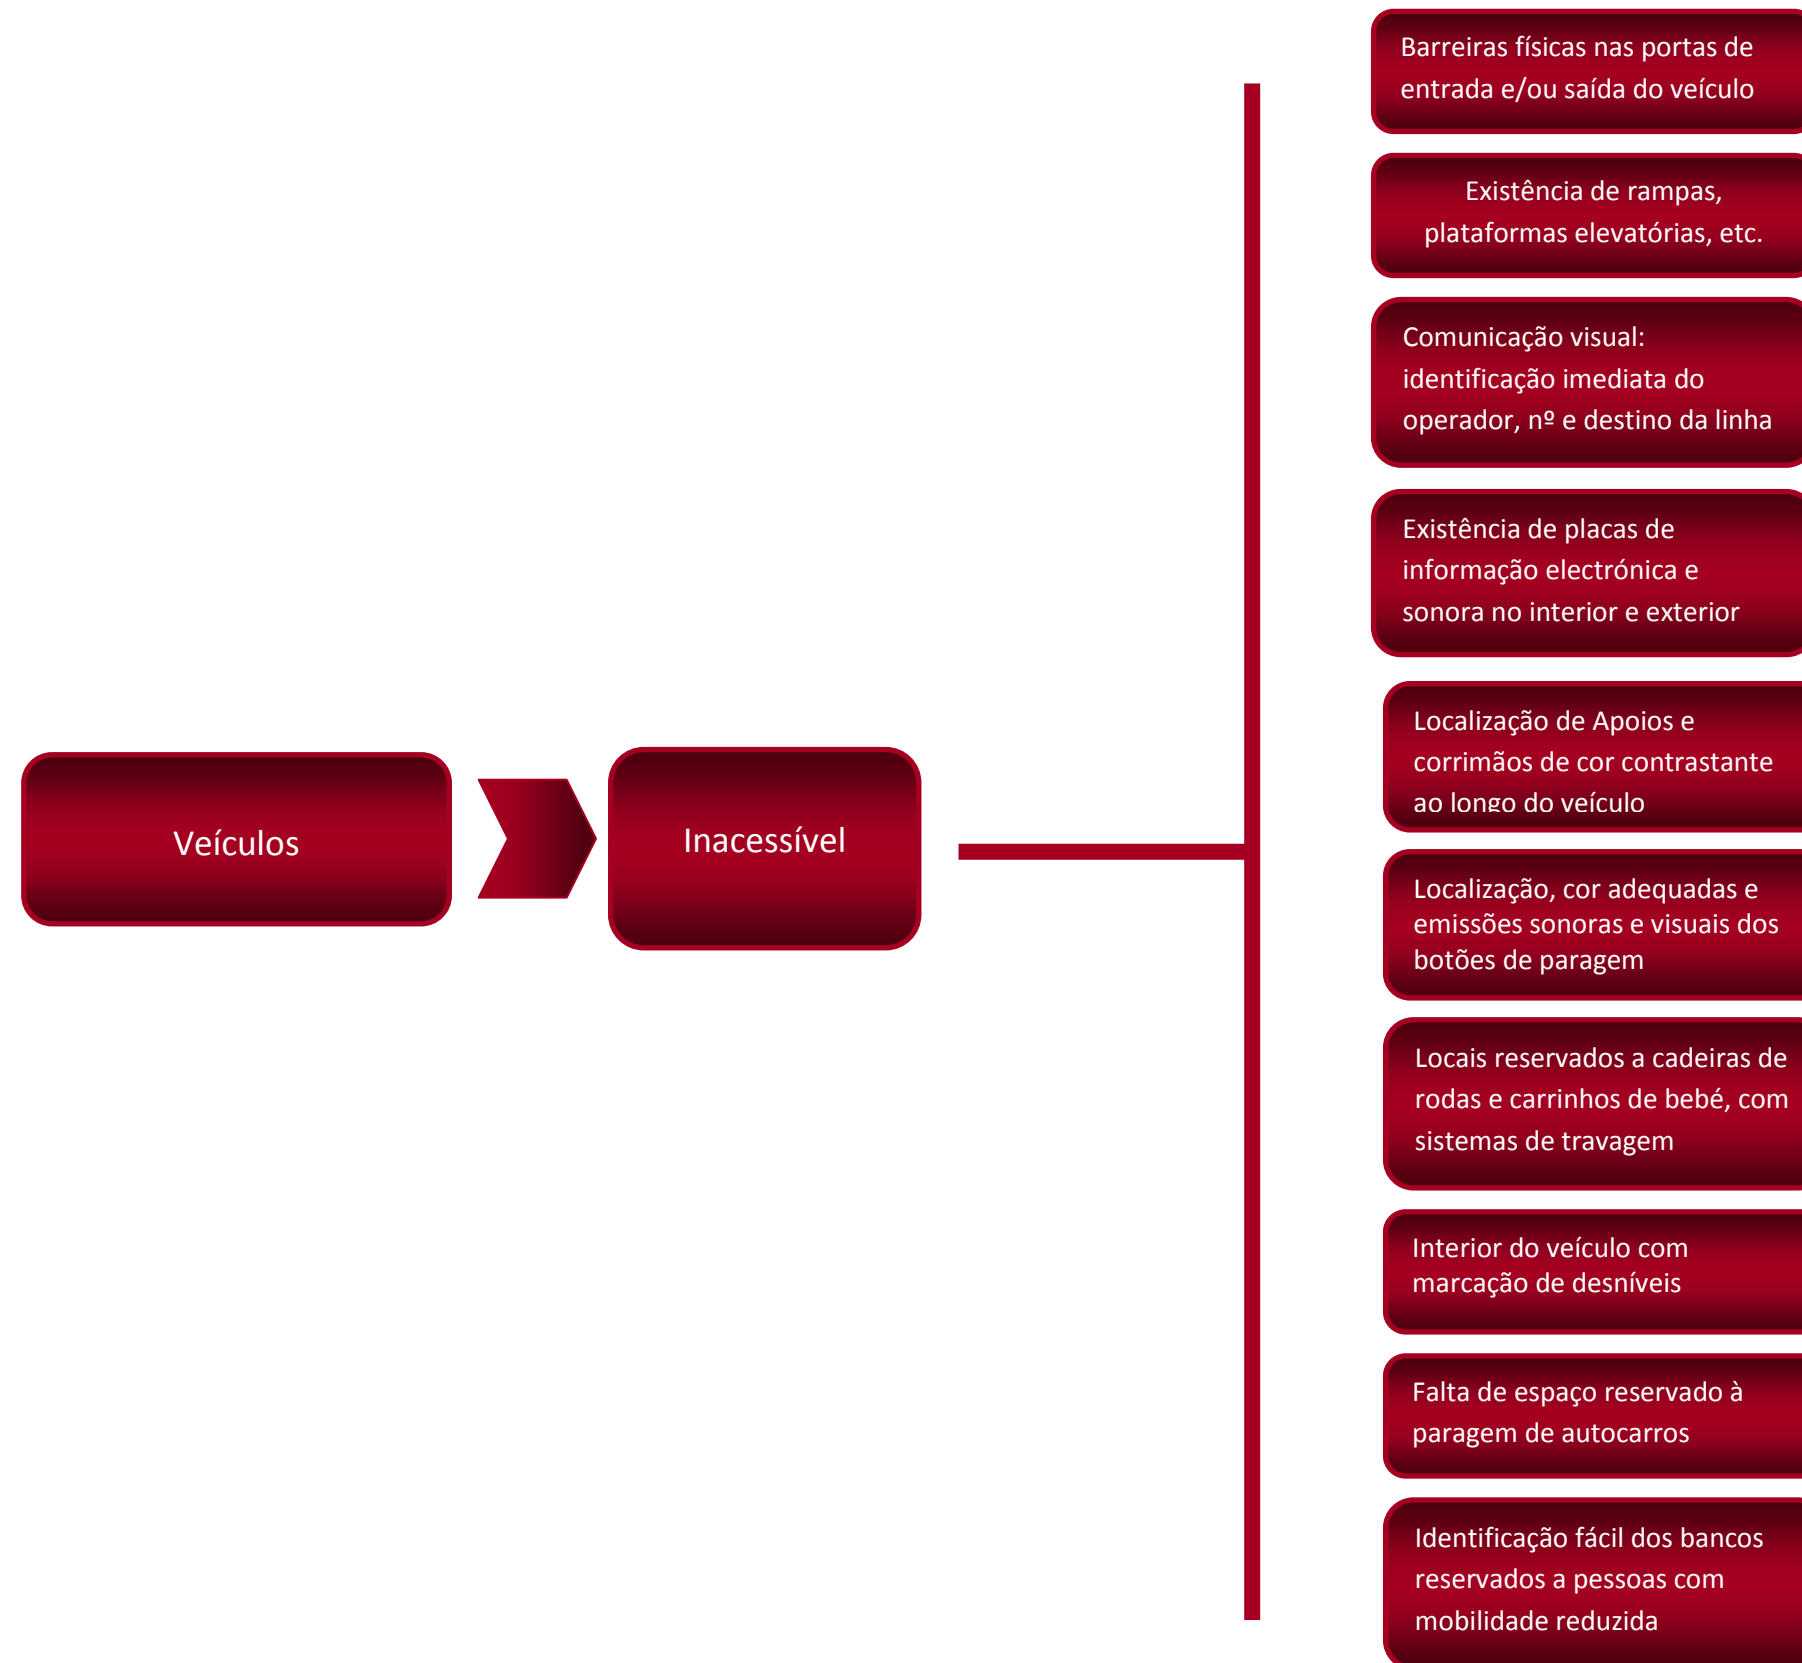 Barreiras físicas nas portas de
entrada e/ou saída do veículo
Existência de rampas,
plataformas elevatórias, etc.
Comunicação visual:
identificação imediata do
operador, nº e destino da linha
Existência de placas de
informação electrónica e
sonora no interior e exterior
Localização de Apoios e
corrimãos de cor contrastante
ao longo do veículo
Veículos
Inacessível
Localização, cor adequadas e
emissões sonoras e visuais dos
botões de paragem
Locais reservados a cadeiras de
rodas e carrinhos de bebé, com
sistemas de travagem
Interior do veículo com
marcação de desníveis
Falta de espaço reservado à
paragem de autocarros
Identificação fácil dos bancos
reservados a pessoas com
mobilidade reduzida